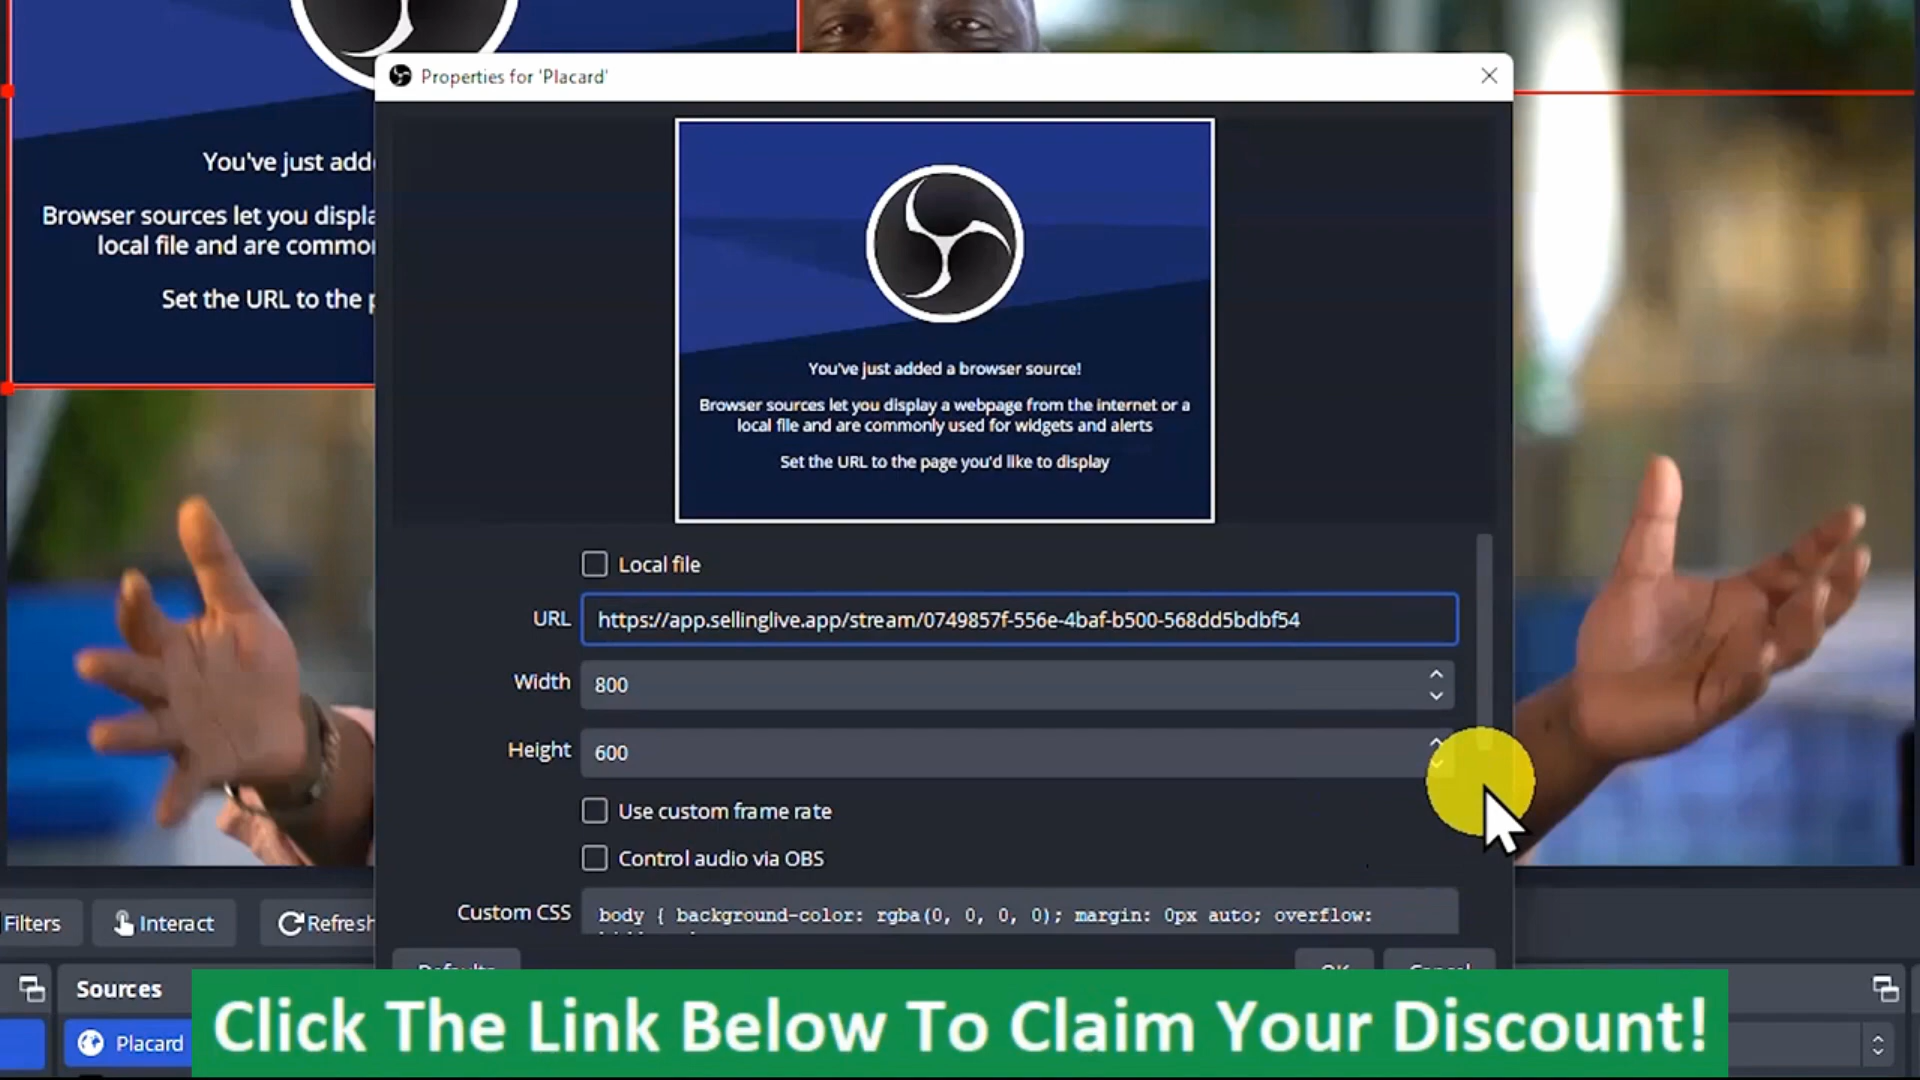 Properties for 'Placard'
You've just add
Browser sources let you displa
local file and are common
Set the URL to the p
You've just added a browser source!
Browser sources let you display a webpage from the internet or a
local file and are commonly used for widgets and alerts
Set the URL to the page you'd like to display
Local file
URL https://app.sellinglive.app/stream/0749857f-556e-4baf-b500-568dd5bdbf54
Width 800
Height 600
Use custom frame rate
Control audio via OBS
Custom CSS body { background-color: rgba(0, 0, 0, 0); margin: 0px auto; overflow:
Filters Interact Refresh
Defaults OK Cancel
Sources
Placard
Click The Link Below To Claim Your Discount!